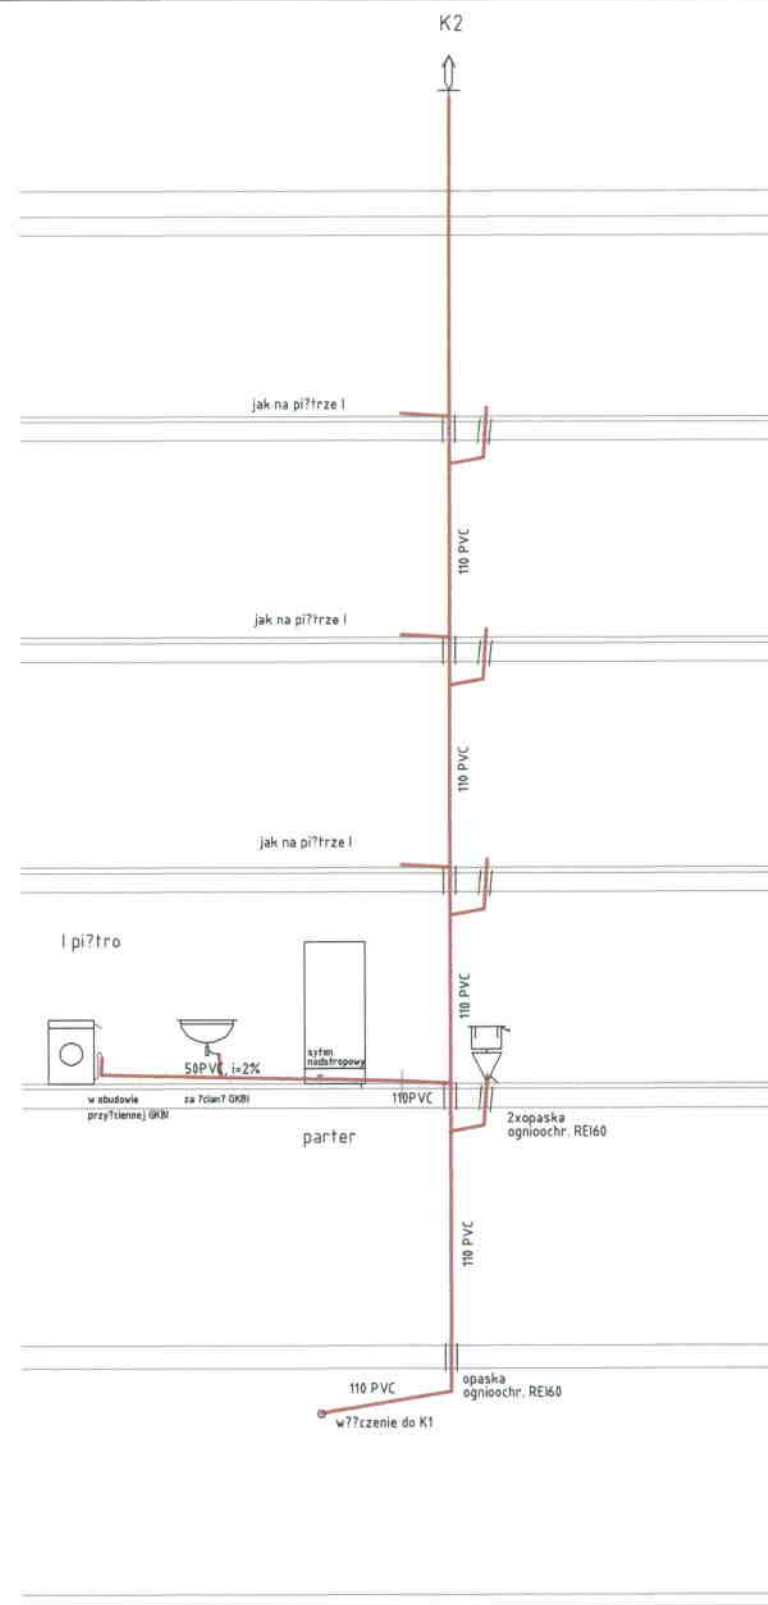 K2
jak na pi?trze I
110 PVC
jak na pi?trze I
110 PVC
jak na pi?trze I
I pi?tro
110 PVC
syten
nadstropowy
50PVC, i=2%
w obudowie
przy?ciennej GKBI
za ?cian? GKBI
110PVC
2xopaska
ognioochr. REI60
parter
110 PVC
opaska
ognioochr. REI60
110 PVC
w??czenie do K1